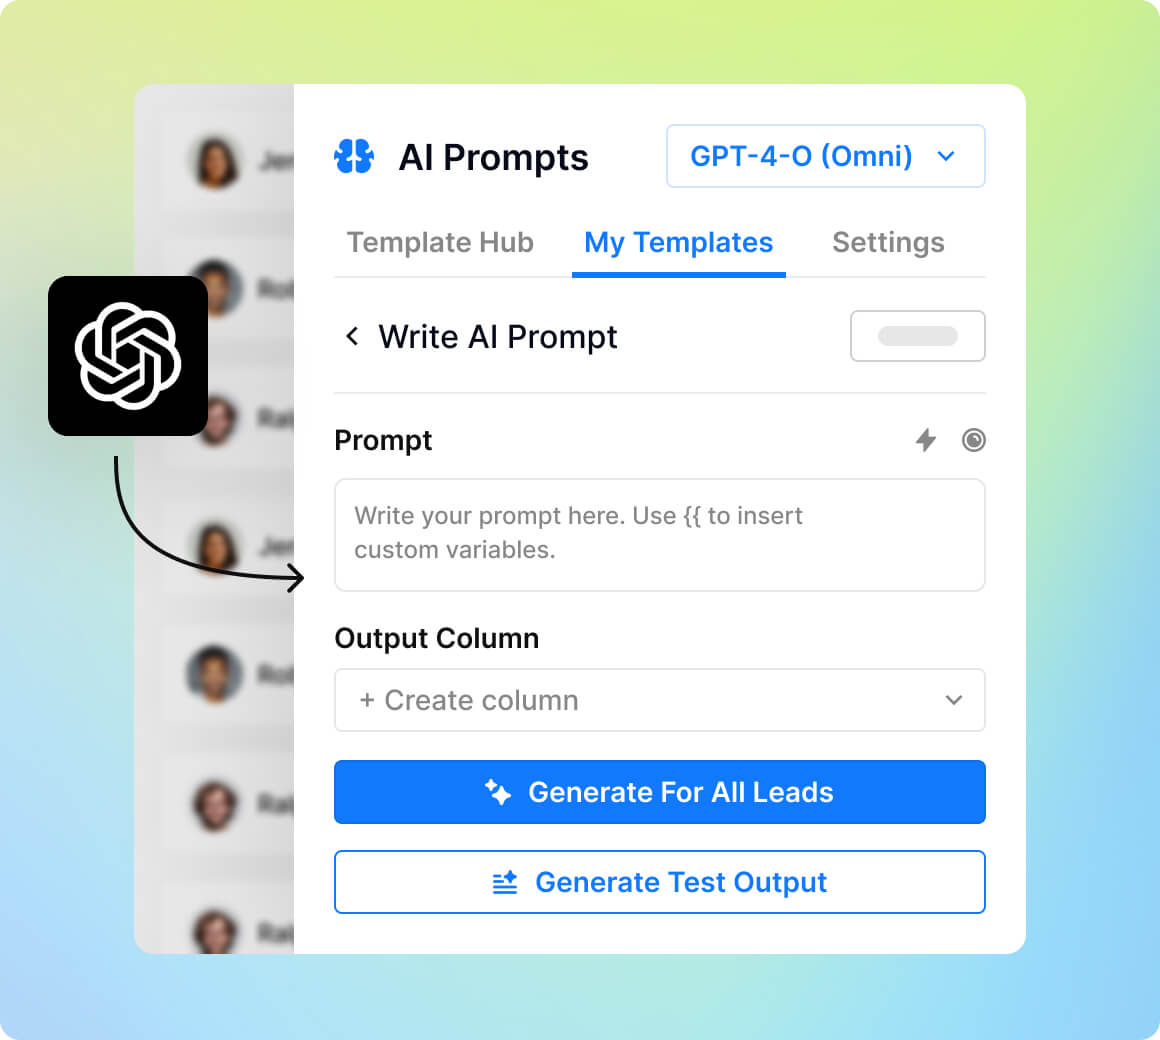 AI Prompts
GPT-4-O (Omni)
Template Hub
My Templates
Settings
Write AI Prompt
Prompt
Write your prompt here. Use {{ to insert
custom variables.
Output Column
+ Create column
Generate For All Leads
Generate Test Output